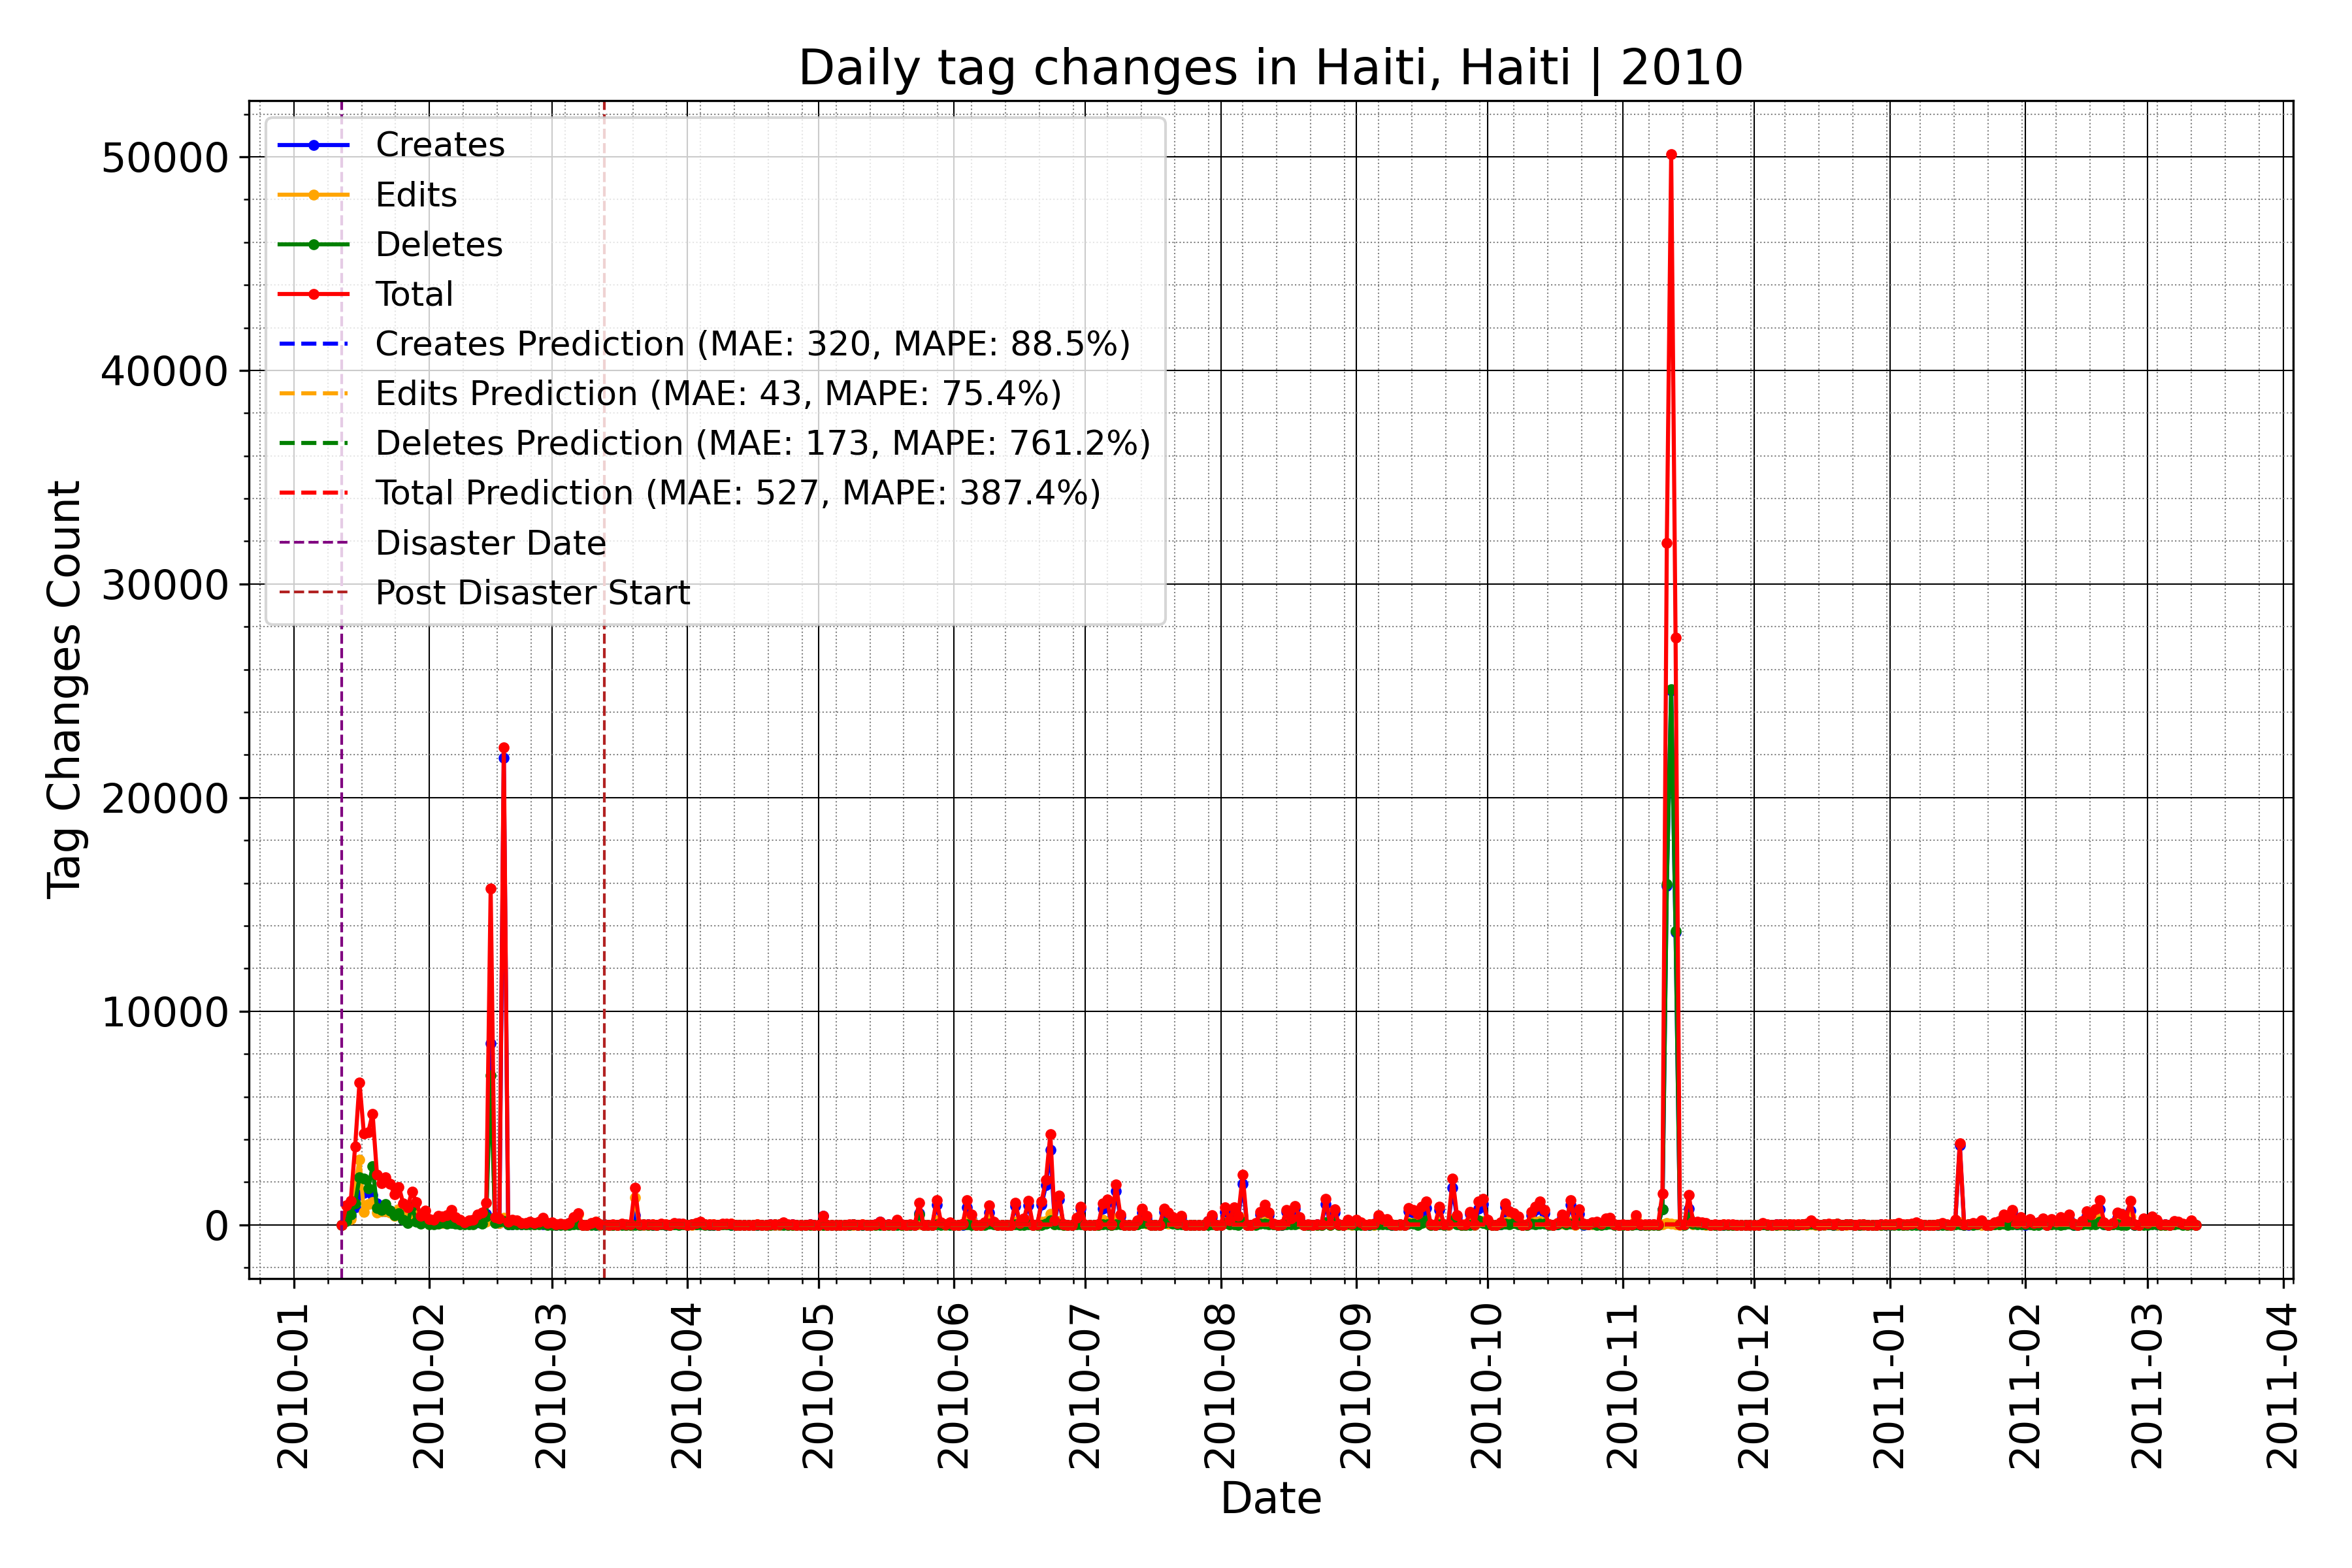 Daily tag changes in Haiti, Haiti | 2010
Tag Changes Count
50000
40000
30000
20000
10000
0
Creates
Edits
Deletes
Total
Creates Prediction (MAE: 320, MAPE: 88.5%)
Edits Prediction (MAE: 43, MAPE: 75.4%)
Deletes Prediction (MAE: 173, MAPE: 761.2%)
Total Prediction (MAE: 527, MAPE: 387.4%)
Disaster Date
Post Disaster Start
2010-01
2010-02
2010-03
2010-04
2010-05
2010-06
2010-07
2010-08
2010-09
2010-10
2010-11
2010-12
2011-01
2011-02
2011-03
2011-04
Date